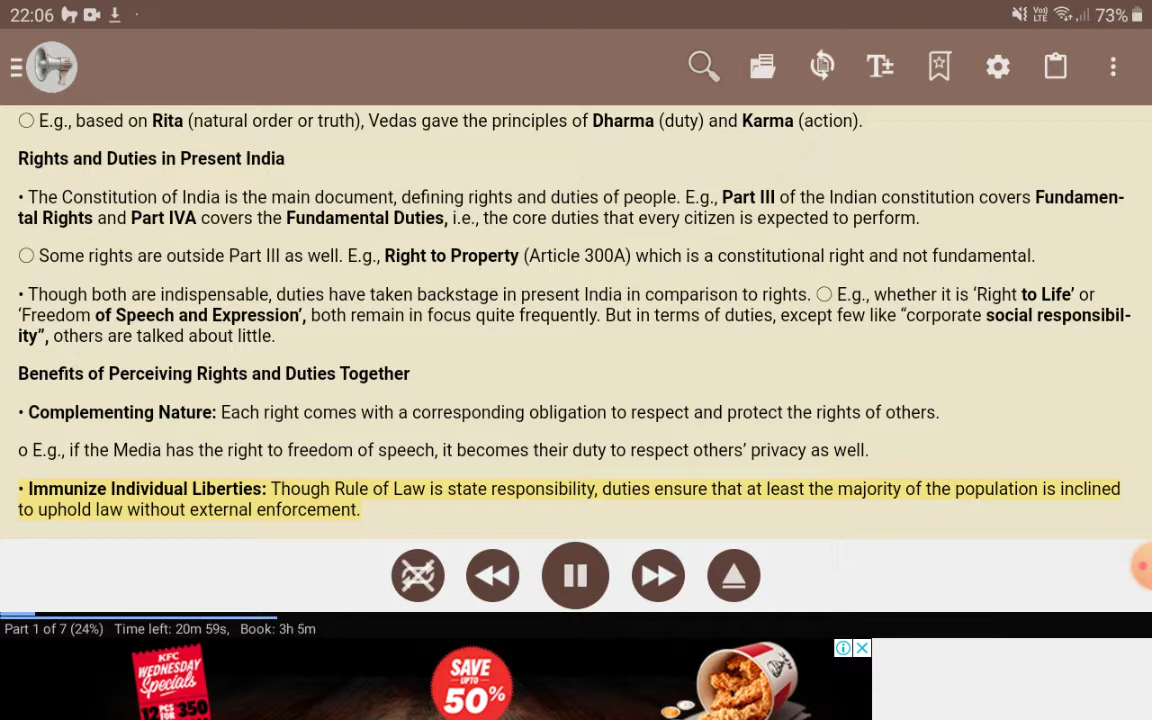 22:06 73%
Vo))
LTE
T±
○ E.g., based on Rita (natural order or truth), Vedas gave the principles of Dharma (duty) and Karma (action).
Rights and Duties in Present India
• The Constitution of India is the main document, defining rights and duties of people. E.g., Part III of the Indian constitution covers Fundamen-
tal Rights and Part IVA covers the Fundamental Duties, i.e., the core duties that every citizen is expected to perform.
○ Some rights are outside Part III as well. E.g., Right to Property (Article 300A) which is a constitutional right and not fundamental.
• Though both are indispensable, duties have taken backstage in present India in comparison to rights. ○ E.g., whether it is ‘Right to Life’ or
‘Freedom of Speech and Expression’, both remain in focus quite frequently. But in terms of duties, except few like “corporate social responsibil-
ity”, others are talked about little.
Benefits of Perceiving Rights and Duties Together
• Complementing Nature: Each right comes with a corresponding obligation to respect and protect the rights of others.
o E.g., if the Media has the right to freedom of speech, it becomes their duty to respect others’ privacy as well.
• Immunize Individual Liberties: Though Rule of Law is state responsibility, duties ensure that at least the majority of the population is inclined
to uphold law without external enforcement.
Part 1 of 7 (24%) Time left: 20m 59s, Book: 3h 5m
KFC
WEDNESDAY
Specials
12 PCS FOR 350
SAVE
UPTO
50%